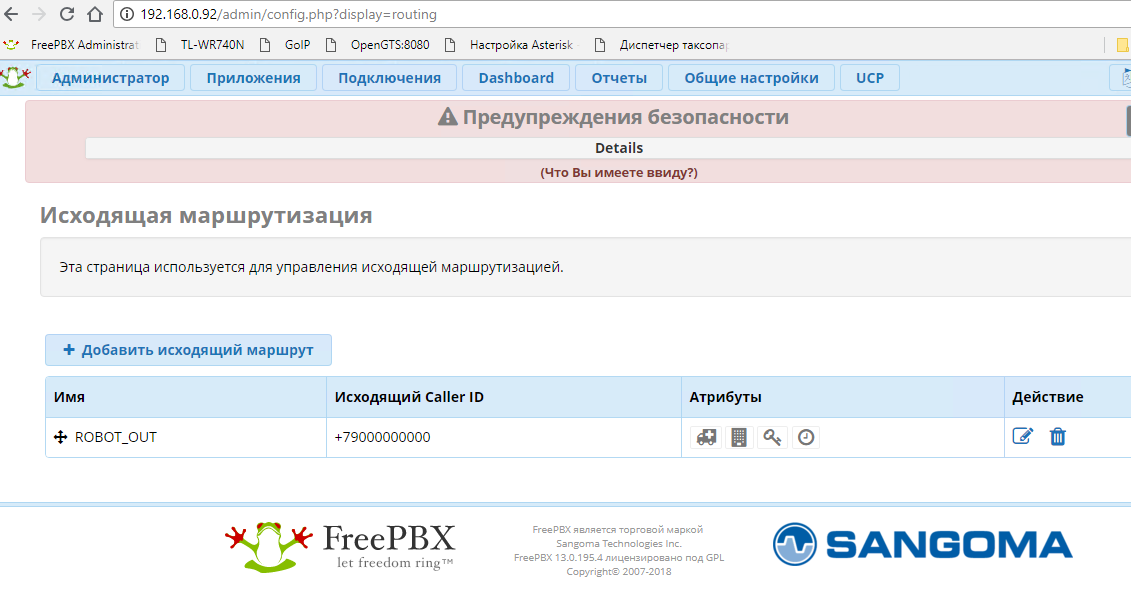 192.168.0.92/admin/config.php?display=routing
FreePBX Administrat TL-WR740N GoIP OpenGTS:8080 Настройка Asterisk Диспетчер таксопа
Администратор Приложения Подключения Dashboard Отчеты Общие настройки UCP
Предупреждения безопасности
Details
(Что Вы имеете ввиду?)
Исходящая маршрутизация
Эта страница используется для управления исходящей маршрутизацией.
+ Добавить исходящий маршрут
Имя Исходящий Caller ID Атрибуты Действие
ROBOT_OUT +79000000000
FreePBX
let freedom ring™
FreePBX является торговой маркой
Sangoma Technologies Inc.
FreePBX 13.0.195.4 лицензировано под GPL
Copyright© 2007-2018
SANGOMA